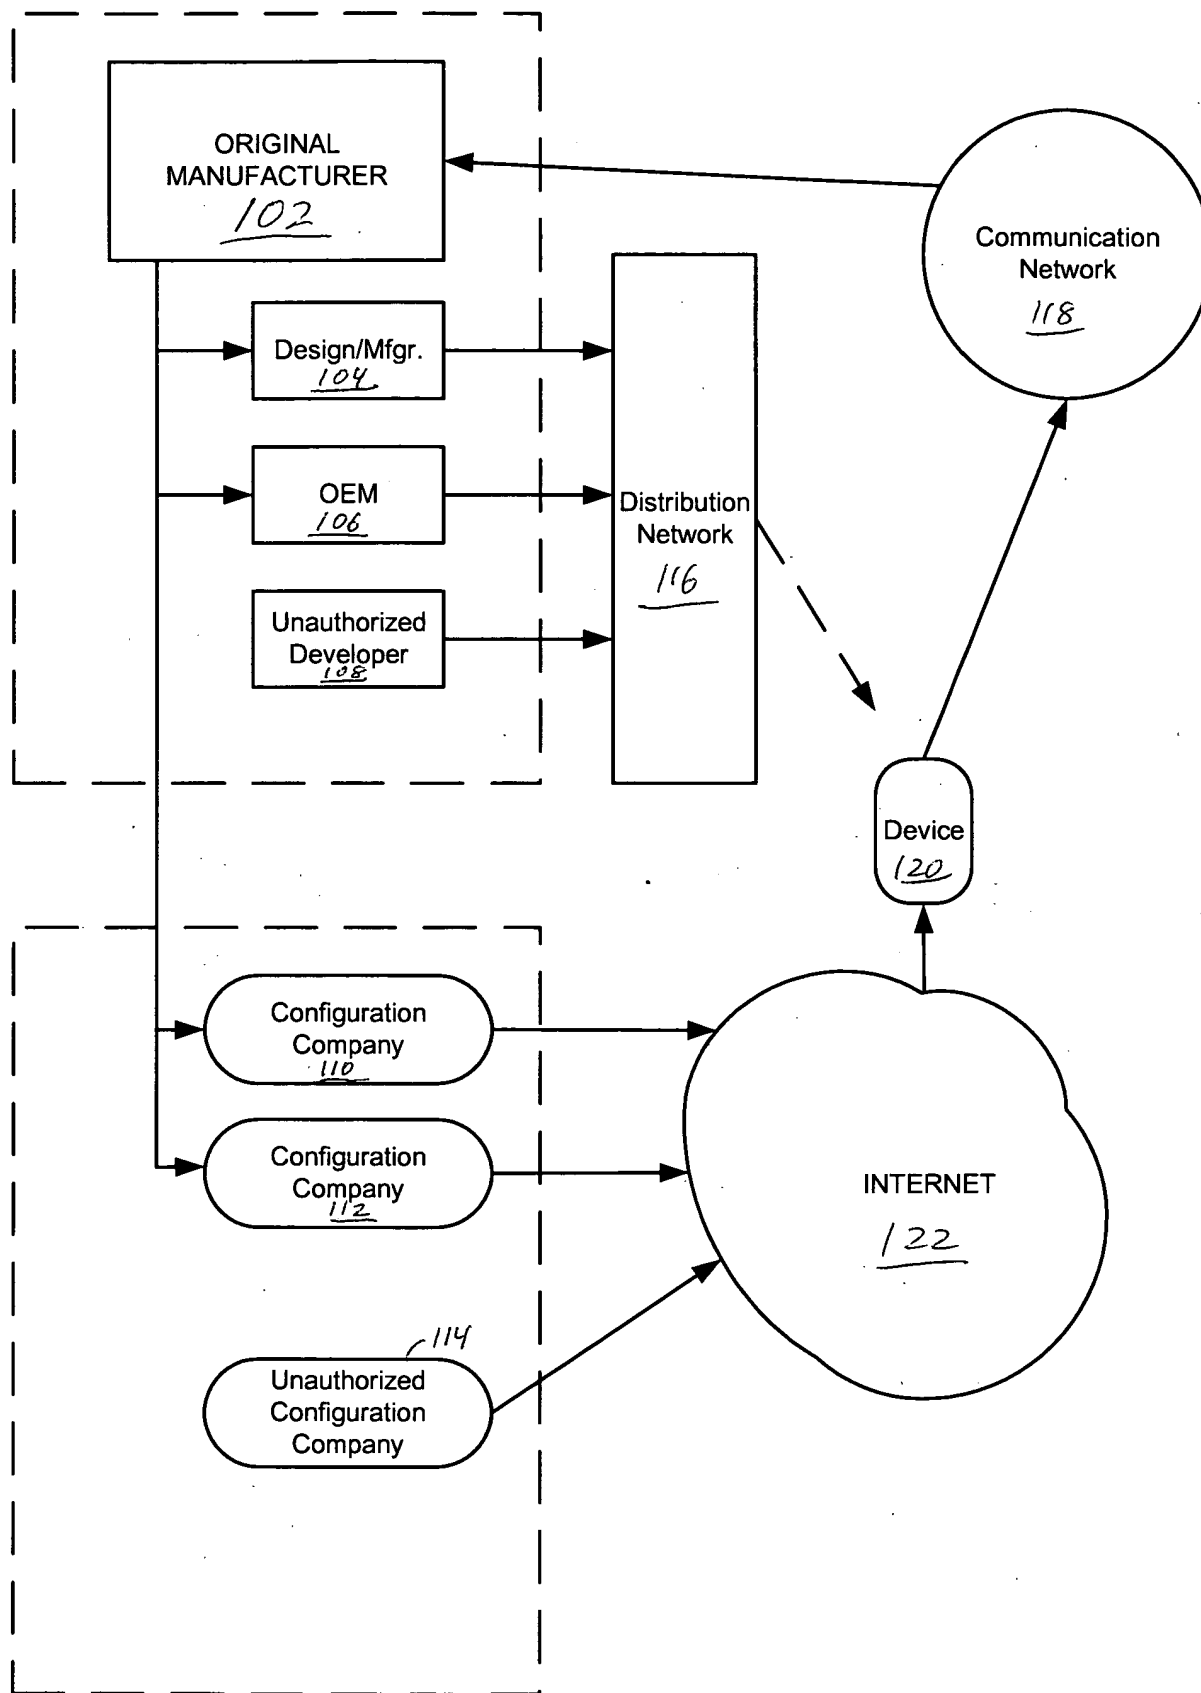 ORIGINAL
MANUFACTURER
102
Communication
Network
118
Design/Mfgr.
104
OEM
106
Distribution
Network
116
Unauthorized
Developer
108
Device
120
Configuration
Company
110
Configuration
Company
112
INTERNET
122
114
Unauthorized
Configuration
Company